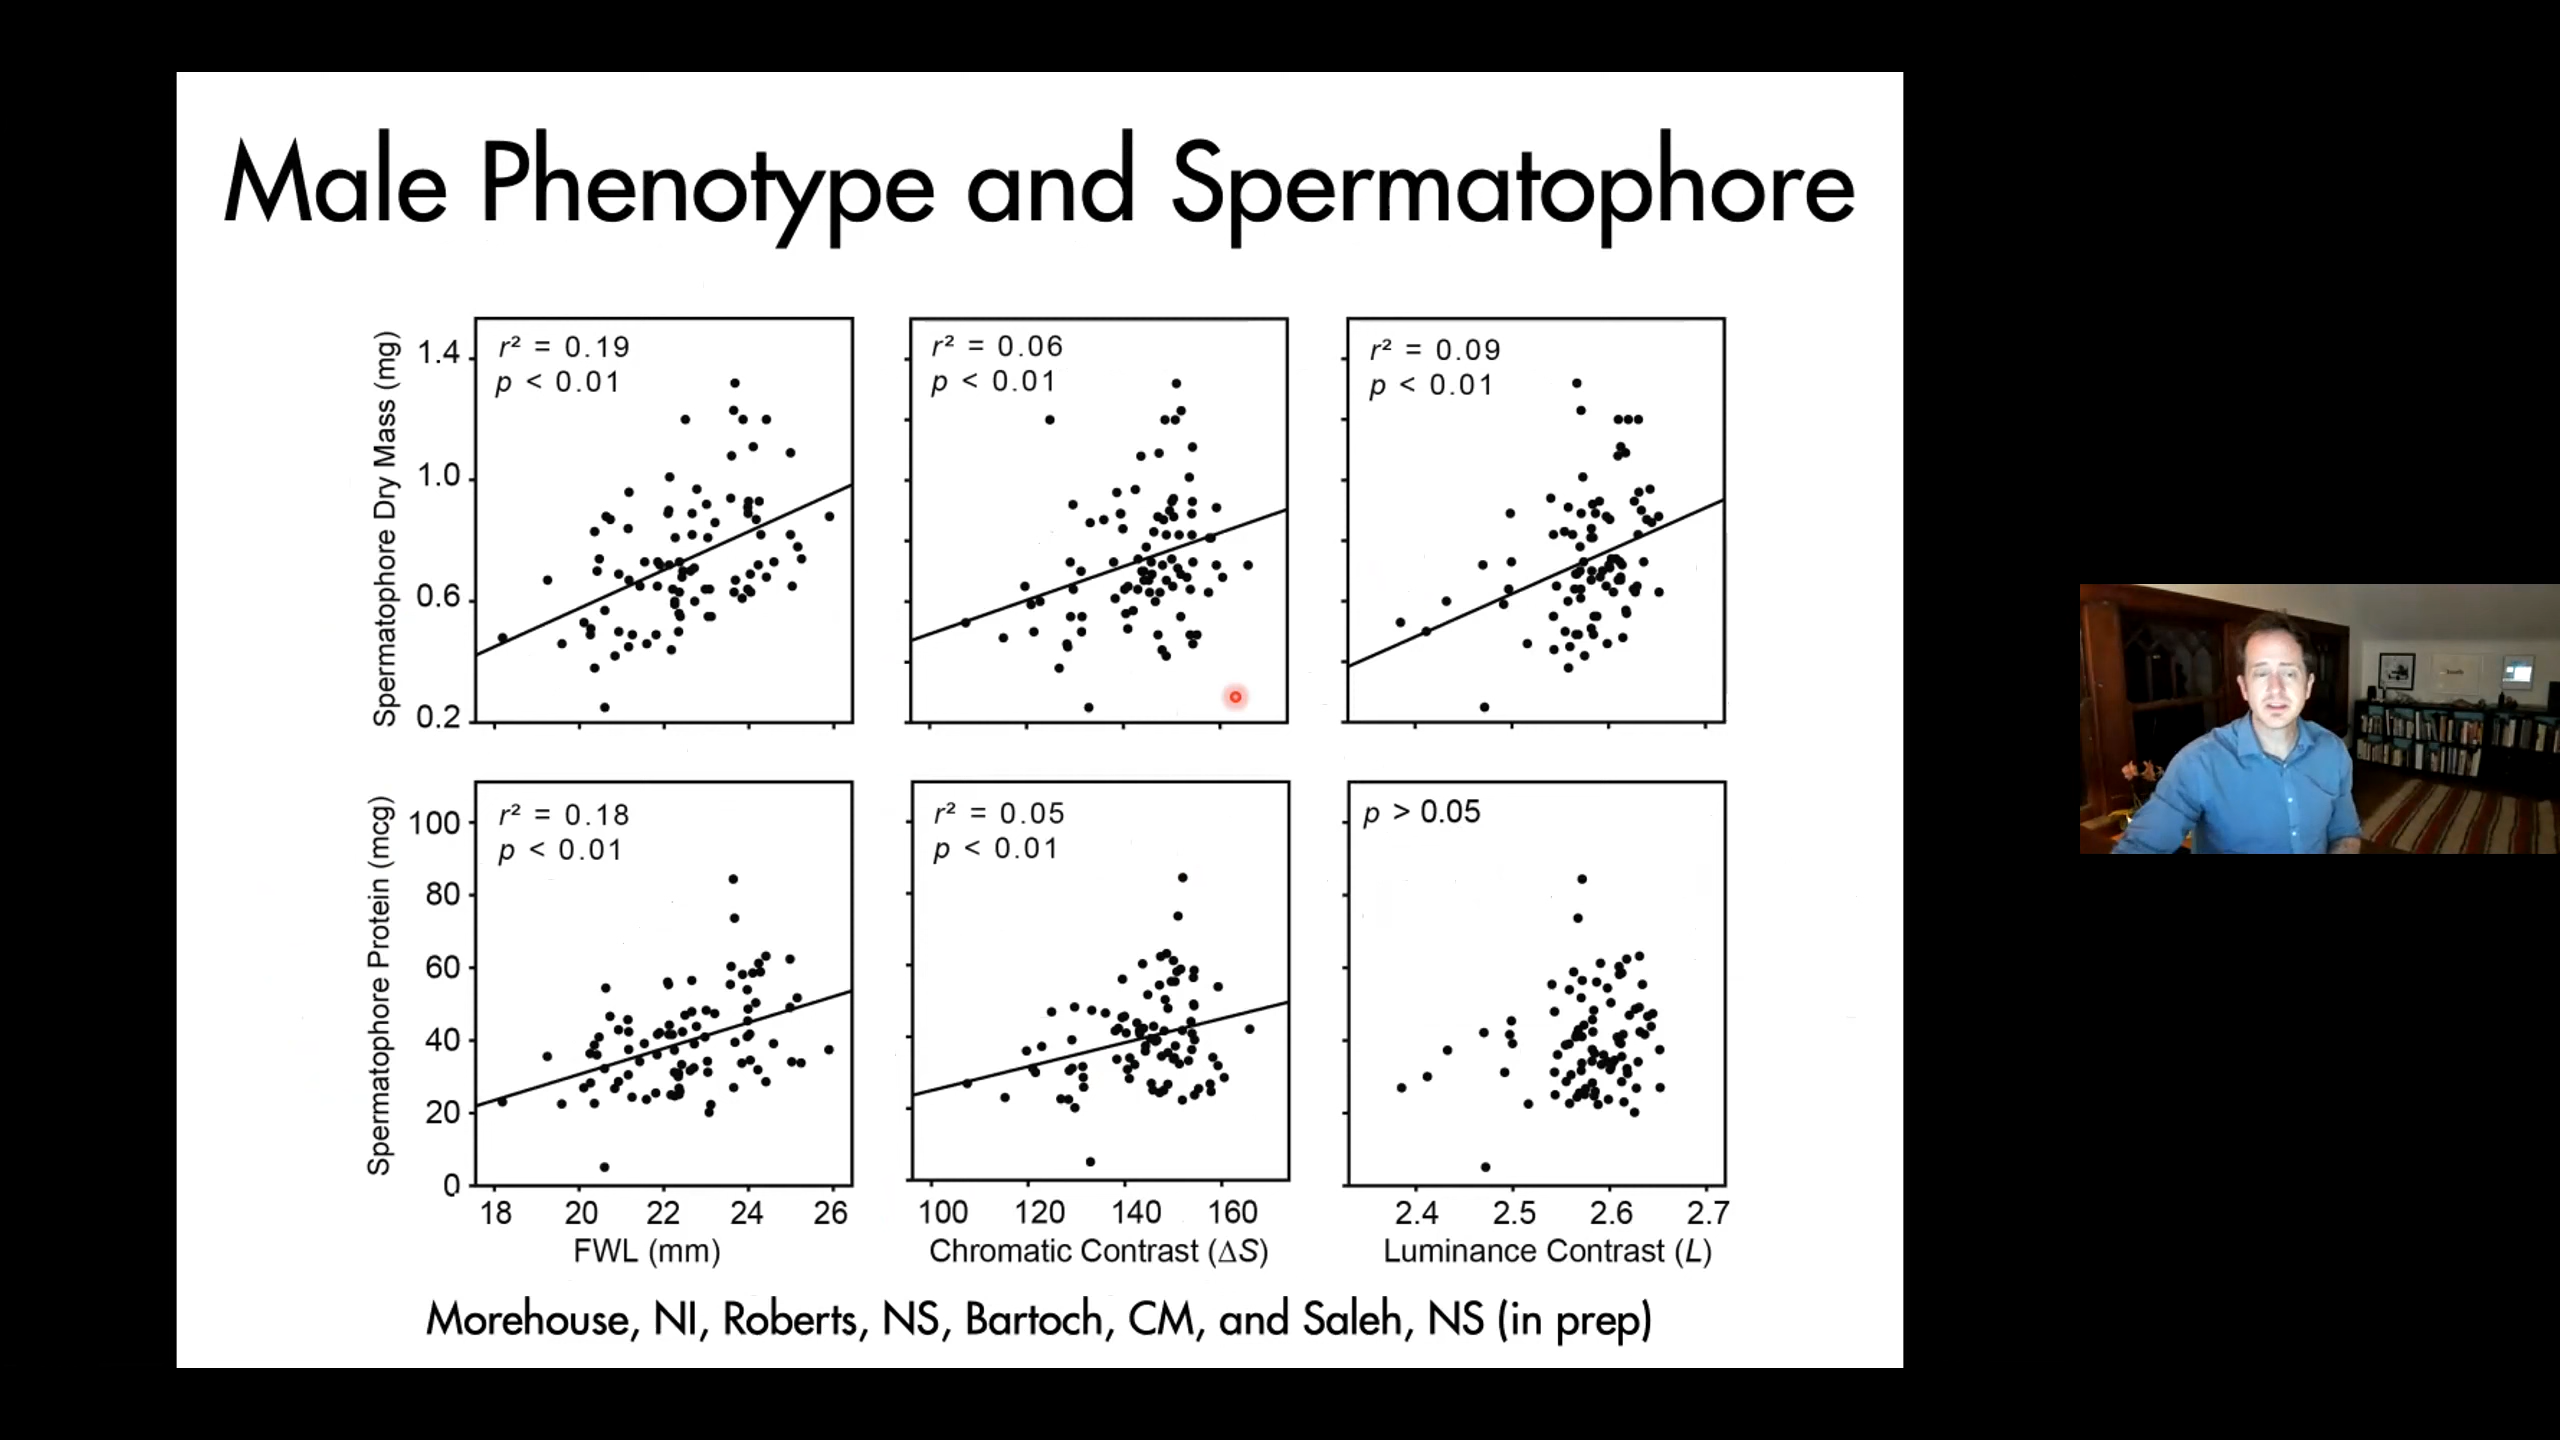 Male Phenotype and Spermatophore
Spermatophore Dry Mass (mg)
1.4
1.0
0.6
0.2
r² = 0.19
p < 0.01
r² = 0.06
p < 0.01
r² = 0.09
p < 0.01
Spermatophore Protein (mcg)
100
80
60
40
20
0
r² = 0.18
p < 0.01
r² = 0.05
p < 0.01
p > 0.05
18 20 22 24 26
100 120 140 160
2.4 2.5 2.6 2.7
FWL (mm)
Chromatic Contrast (ΔS)
Luminance Contrast (L)
Morehouse, NI, Roberts, NS, Bartoch, CM, and Saleh, NS (in prep)